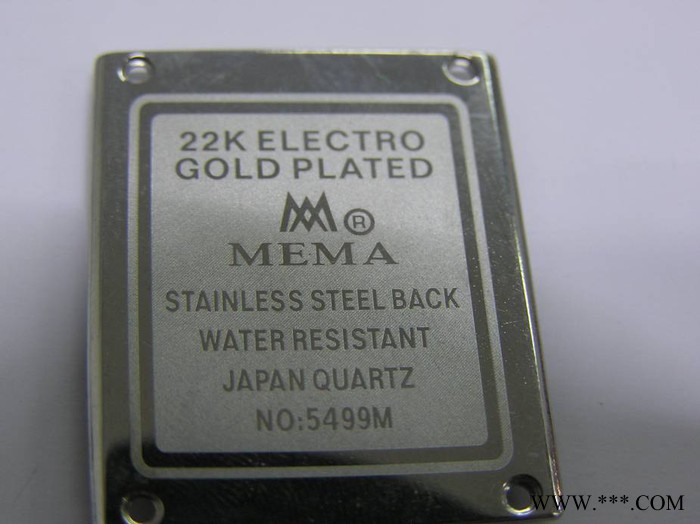 22K ELECTRO
GOLD PLATED
®
MEMA
STAINLESS STEEL BACK
WATER RESISTANT
JAPAN QUARTZ
NO:5499M
WWW.***.COM